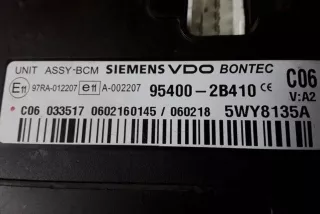 UNIT ASSY-BCM SIEMENS VDO BONTEC C06
E11 97RA-012207 e11 A-002207 95400-2B410 CE V:A2
C06 033517 0602160145 / 060218 5WY8135A